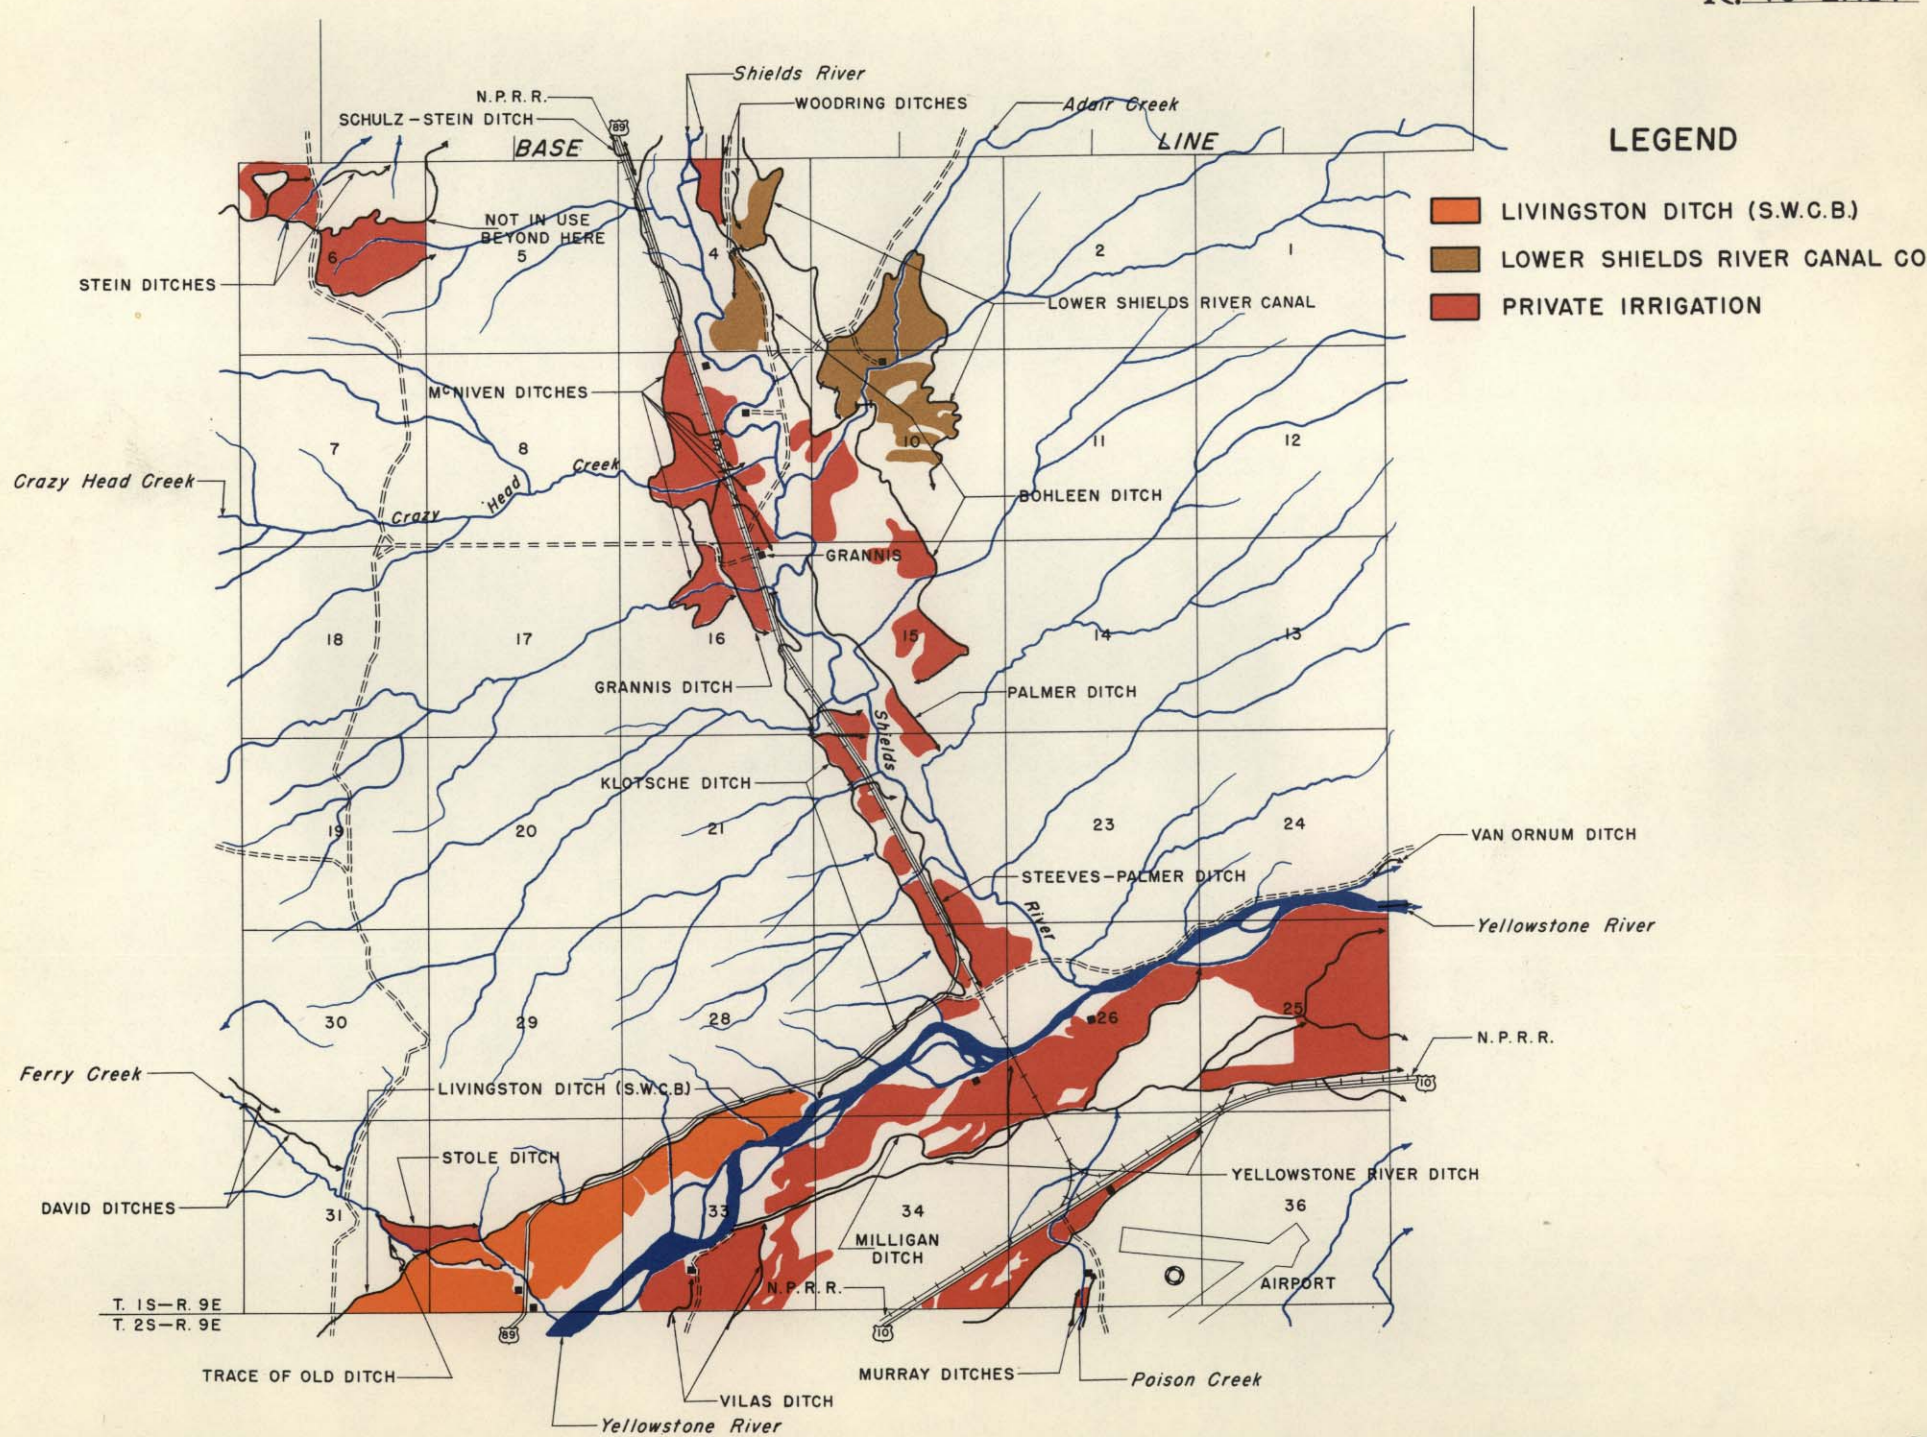 Shields River
N.P.R.R.
WOODRING DITCHES
Adair Creek
SCHULZ-STEIN DITCH
89
BASE
LINE
LEGEND
LIVINGSTON DITCH (S.W.C.B.)
LOWER SHIELDS RIVER CANAL CO
PRIVATE IRRIGATION
NOT IN USE
BEYOND HERE
STEIN DITCHES
6
5
4
2
1
LOWER SHIELDS RIVER CANAL
McNIVEN DITCHES
7
8
9
10
11
12
Crazy Head Creek
Crazy Head Creek
BOHLEEN DITCH
GRANNIS
18
17
16
15
14
13
GRANNIS DITCH
PALMER DITCH
Shields
KLOTSCHE DITCH
19
20
21
23
24
VAN ORNUM DITCH
STEEVES-PALMER DITCH
River
Yellowstone River
30
29
28
26
25
N.P.R.R.
10
Ferry Creek
LIVINGSTON DITCH (S.W.C.B)
STOLE DITCH
YELLOWSTONE RIVER DITCH
DAVID DITCHES
31
33
34
36
MILLIGAN
DITCH
N.P.R.R.
AIRPORT
T. 1S-R. 9E
T. 2S-R. 9E
89
10
TRACE OF OLD DITCH
MURRAY DITCHES
Poison Creek
VILAS DITCH
Yellowstone River